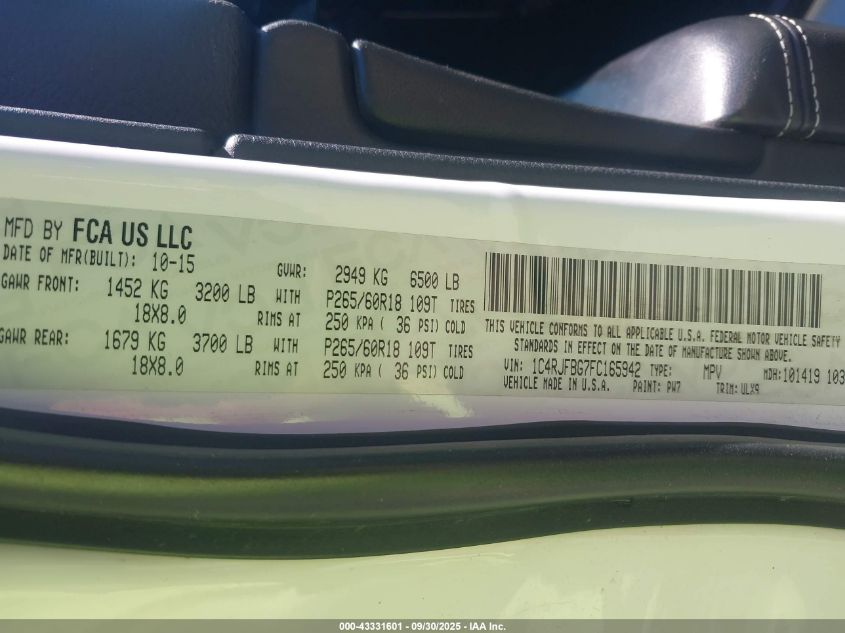 MFD BY FCA US LLC
DATE OF MFR(BUILT): 10-15 GVWR: 2949 KG 6500 LB
GAWR FRONT: 1452 KG 3200 LB WITH P265/60R18 109T TIRES
18X8.0 RIMS AT 250 KPA ( 36 PSI) COLD
GAWR REAR: 1679 KG 3700 LB WITH P265/60R18 109T TIRES
18X8.0 RIMS AT 250 KPA ( 36 PSI) COLD
THIS VEHICLE CONFORMS TO ALL APPLICABLE U.S.A. FEDERAL MOTOR VEHICLE SAFETY
STANDARDS IN EFFECT ON THE DATE OF MANUFACTURE SHOWN ABOVE.
VIN: 1C4RJFBG7FC165942 TYPE: MPV MDH:101419 103
VEHICLE MADE IN U.S.A. PAINT: PW7 TRIM: ULX9
000-43331601 - 09/30/2025 - IAA Inc.